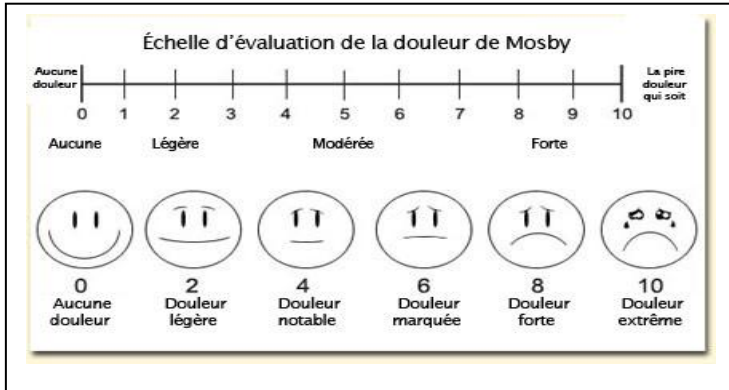 Échelle d'évaluation de la douleur de Mosby
Aucune
douleur
La pire
douleur
qui soit
0 1 2 3 4 5 6 7 8 9 10
Aucune Légère Modérée Forte
0 2 4 6 8 10
Aucune Douleur Douleur Douleur Douleur Douleur
douleur légère notable marquée forte extrême